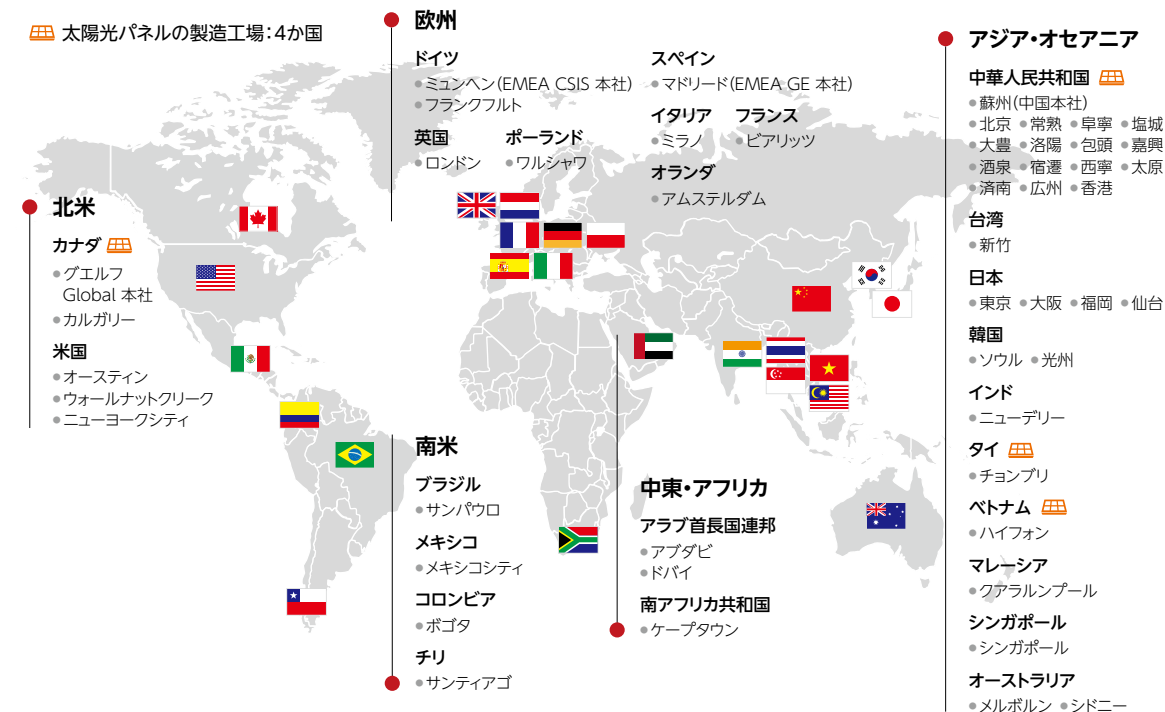 太陽光パネルの製造工場：4か国
欧州
ドイツ
●ミュンヘン（EMEA CSIS 本社）
●フランクフルト
英国
●ロンドン
ポーランド
●ワルシャワ
スペイン
●マドリード（EMEA GE 本社）
イタリア
●ミラノ
フランス
●ビアリッツ
オランダ
●アムステルダム
北米
カナダ
●グエルフ
Global 本社
●カルガリー
米国
●オースティン
●ウォールナットクリーク
●ニューヨークシティ
南米
ブラジル
●サンパウロ
メキシコ
●メキシコシティ
コロンビア
●ボゴタ
チリ
●サンティアゴ
中東・アフリカ
アラブ首長国連邦
●アブダビ
●ドバイ
南アフリカ共和国
●ケープタウン
アジア・オセアニア
中華人民共和国
●蘇州（中国本社）
●北京 ●常熟 ●阜寧 ●塩城
●大豊 ●洛陽 ●包頭 ●嘉興
●酒泉 ●宿遷 ●西寧 ●太原
●済南 ●広州 ●香港
台湾
●新竹
日本
●東京 ●大阪 ●福岡 ●仙台
韓国
●ソウル ●光州
インド
●ニューデリー
タイ
●チョンブリ
ベトナム
●ハイフォン
マレーシア
●クアラルンプール
シンガポール
●シンガポール
オーストラリア
●メルボルン ●シドニー